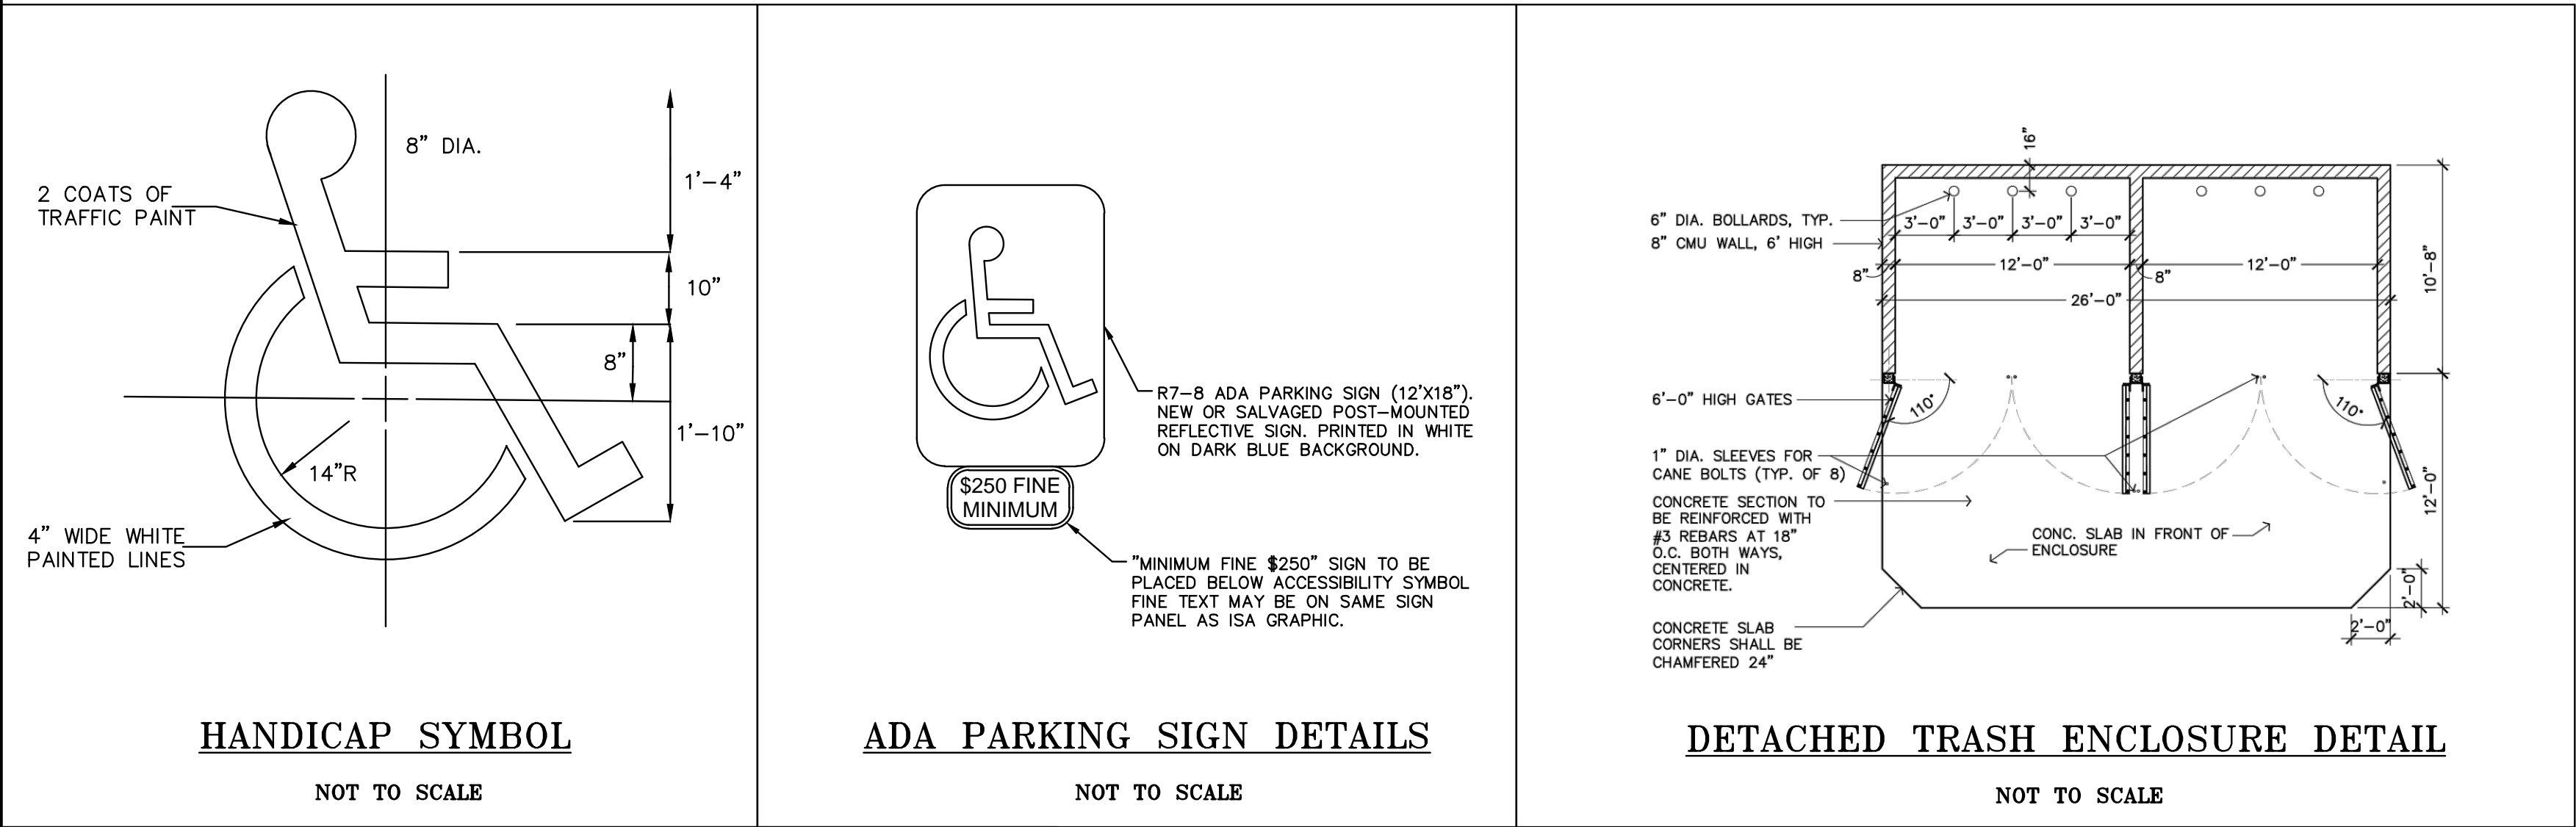 8” DIA.
2 COATS OF
TRAFFIC PAINT
1'-4”
10”
8”
1'-10”
14”R
4” WIDE WHITE
PAINTED LINES
HANDICAP SYMBOL
NOT TO SCALE
R7-8 ADA PARKING SIGN (12'X18”).
NEW OR SALVAGED POST-MOUNTED
REFLECTIVE SIGN. PRINTED IN WHITE
ON DARK BLUE BACKGROUND.
$250 FINE
MINIMUM
”MINIMUM FINE $250” SIGN TO BE
PLACED BELOW ACCESSIBILITY SYMBOL
FINE TEXT MAY BE ON SAME SIGN
PANEL AS ISA GRAPHIC.
ADA PARKING SIGN DETAILS
NOT TO SCALE
16”
6” DIA. BOLLARDS, TYP.
3'-0” 3'-0” 3'-0” 3'-0”
8” CMU WALL, 6' HIGH
12'-0” 12'-0”
8” 8”
26'-0”
10'-8”
6'-0” HIGH GATES
110° 110°
1” DIA. SLEEVES FOR
CANE BOLTS (TYP. OF 8)
CONCRETE SECTION TO
BE REINFORCED WITH
#3 REBARS AT 18”
O.C. BOTH WAYS,
CENTERED IN
CONCRETE.
CONC. SLAB IN FRONT OF
ENCLOSURE
12'-0”
2'-0”
2'-0”
CONCRETE SLAB
CORNERS SHALL BE
CHAMFERED 24”
DETACHED TRASH ENCLOSURE DETAIL
NOT TO SCALE